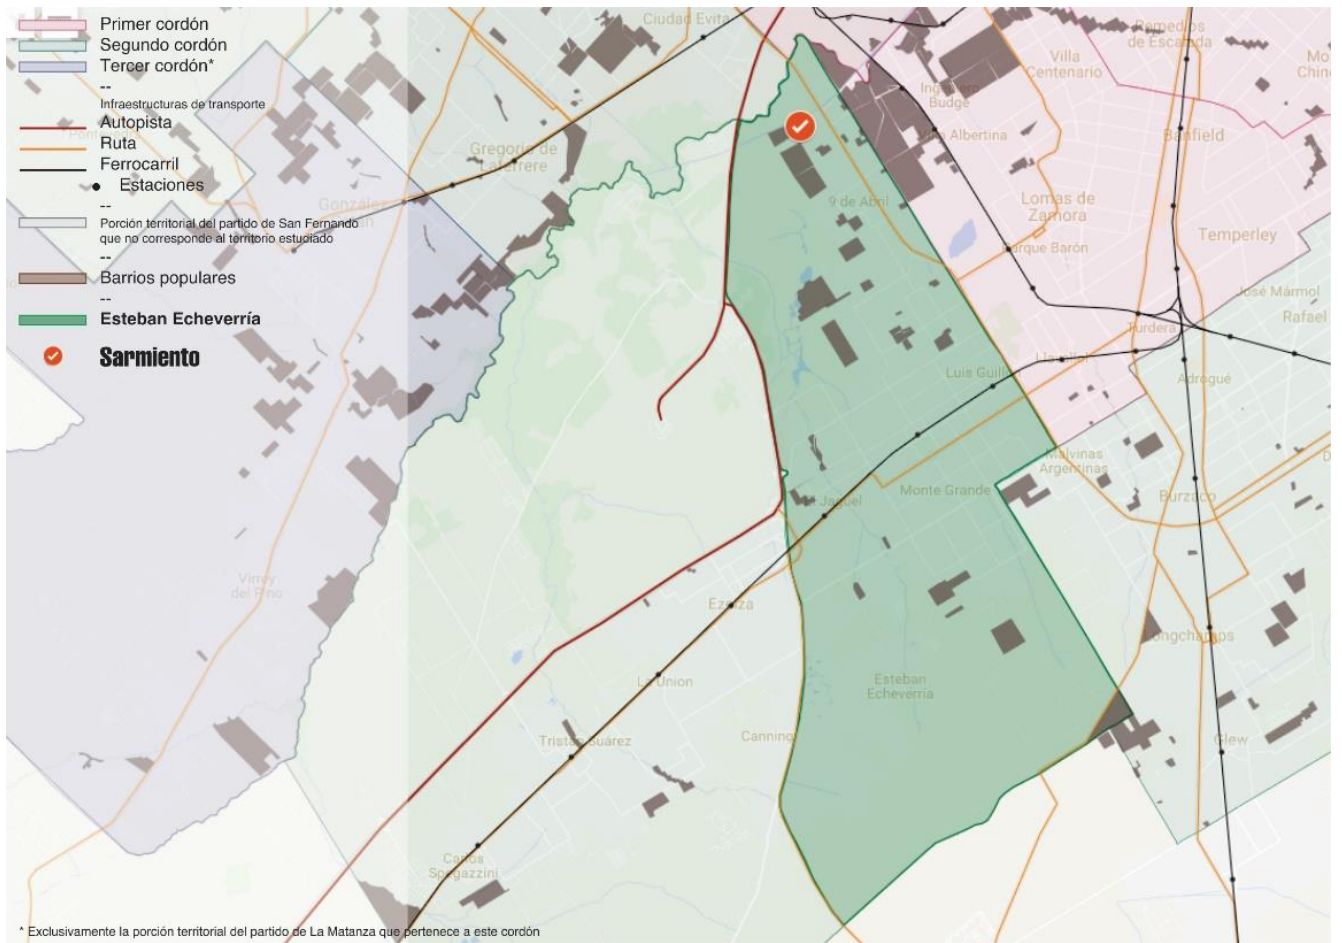 Primer cordón
Segundo cordón
Tercer cordón*
--
Infraestructuras de transporte
Autopista
Ruta
Ferrocarril
Estaciones
--
Porción territorial del partido de San Fernando
que no corresponde al territorio estudiado
--
Barrios populares
--
Esteban Echeverría
Sarmiento
Ciudad Evita
Remedios
de Escalada
Villa
Centenario
Ingeniero
Budge
Villa Albertina
Banfield
Gregorio de
Laferrere
González
9 de Abril
Lomas de
Zamora
Parque Barón
Temperley
José Mármol
Rafael
Turdera
Llavallol
Luis Guillón
Adrogué
Malvinas
Argentinas
Monte Grande
El Jagüel
Burzaco
Virrey
del Pino
Ezeiza
Longchamps
La Union
Esteban
Echeverría
Tristán Suárez
Canning
Glew
Carlos
Spegazzini
* Exclusivamente la porción territorial del partido de La Matanza que pertenece a este cordón